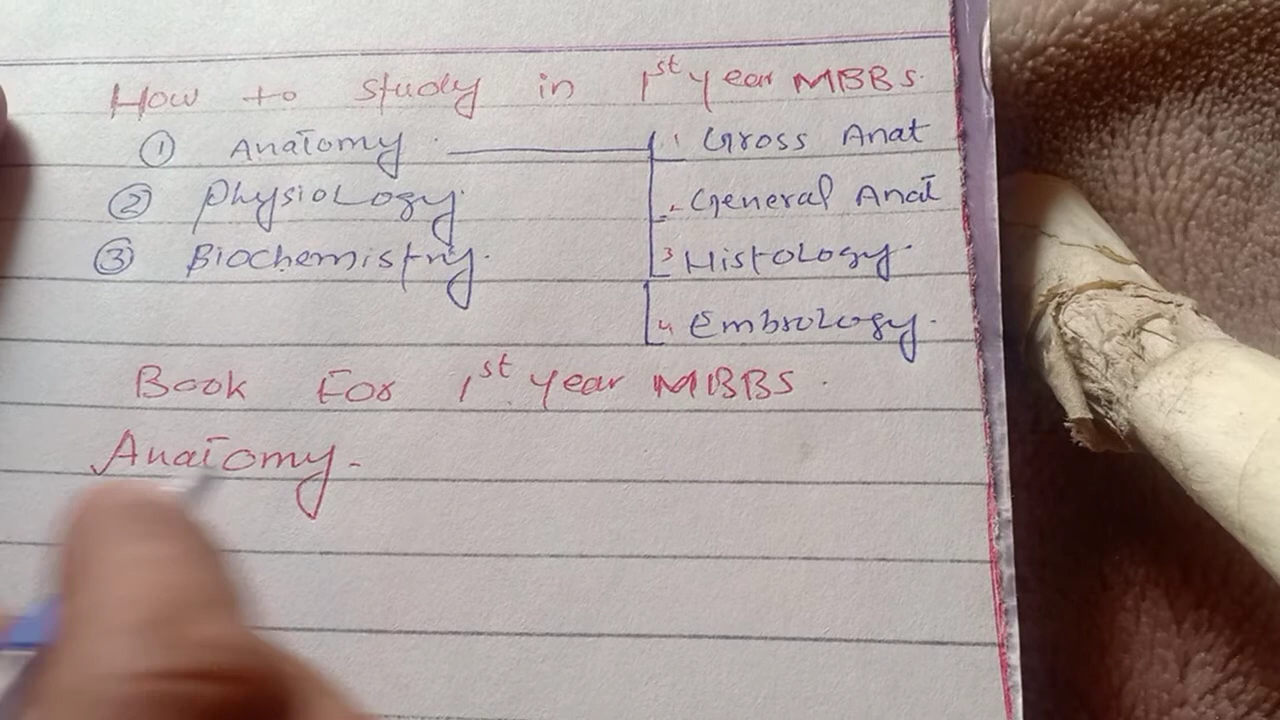 How to study in 1st year MBBS.
① Anatomy. 1 Gross Anat
② Physiology. 2 General Anat
③ Biochemistry. 3 Histology.
4 Embrology.
Book For 1st year MBBS.
Anatomy-